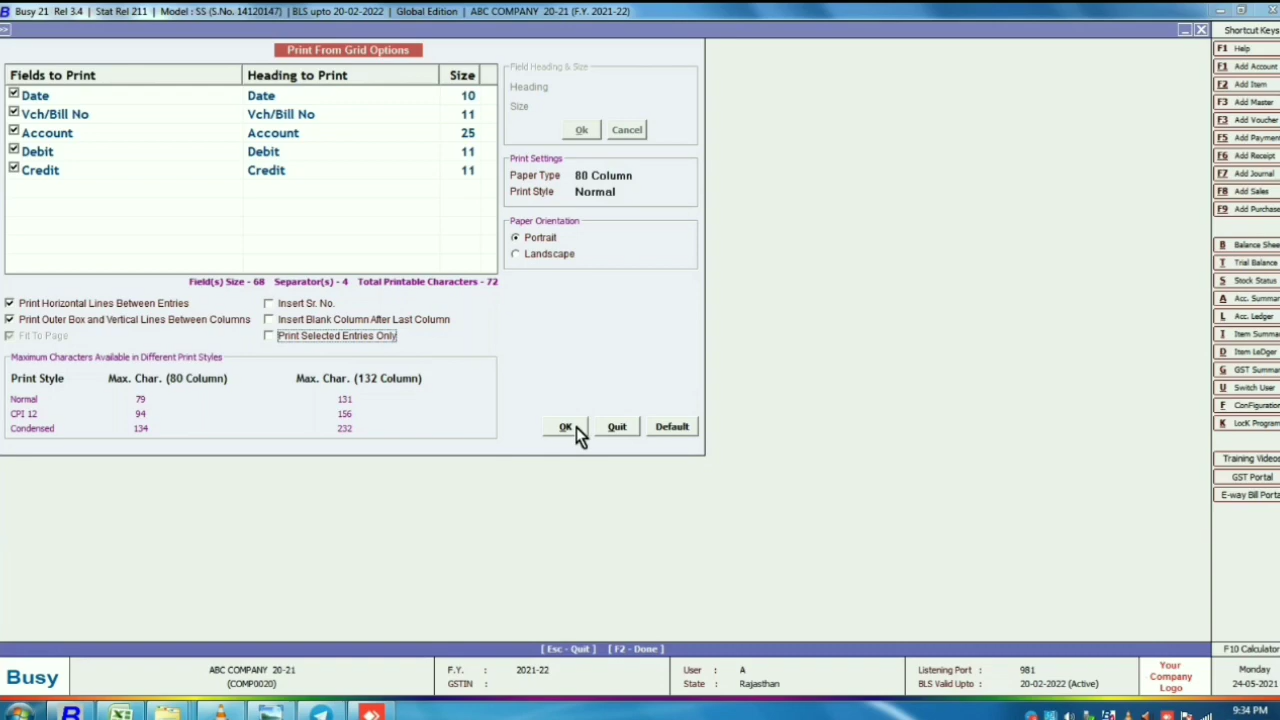 Busy 21 Rel 3.4 | Stat Rel 211 | Model : SS (S.No. 14120147) | BLS upto 20-02-2022 | Global Edition | ABC COMPANY 20-21 (F.Y. 2021-22)
>>
Shortcut Keys
Print From Grid Options
Fields to Print Heading to Print Size
Date Date 10
Vch/Bill No Vch/Bill No 11
Account Account 25
Debit Debit 11
Credit Credit 11
Field(s) Size - 68 Separator(s) - 4 Total Printable Characters - 72
Field Heading & Size
Heading
Size
Ok Cancel
Print Settings
Paper Type 80 Column
Print Style Normal
Paper Orientation
Portrait
Landscape
Print Horizontal Lines Between Entries Insert Sr. No.
Print Outer Box and Vertical Lines Between Columns Insert Blank Column After Last Column
Fit To Page Print Selected Entries Only
Maximum Characters Available in Different Print Styles
Print Style Max. Char. (80 Column) Max. Char. (132 Column)
Normal 79 131
CPI 12 94 156
Condensed 134 232
OK Quit Default
F1 Help
F1 Add Account
F2 Add Item
F3 Add Master
F3 Add Voucher
F5 Add Payment
F6 Add Receipt
F7 Add Journal
F8 Add Sales
F9 Add Purchase
B Balance Shee
T Trial Balance
S Stock Status
A Acc. Summa
L Acc. Ledger
I Item Summa
D Item LeDger
G GST Summa
U Switch User
F ConFiguratio
K LocK Program
Training Videos
GST Portal
E-way Bill Porta
[ Esc - Quit ] [ F2 - Done ]
F10 Calculator
Busy
ABC COMPANY 20-21
(COMP0020)
F.Y. : 2021-22
GSTIN :
User : A
State : Rajasthan
Listening Port : 981
BLS Valid Upto : 20-02-2022 (Active)
Your
Company
Logo
Monday
24-05-2021
9:34 PM